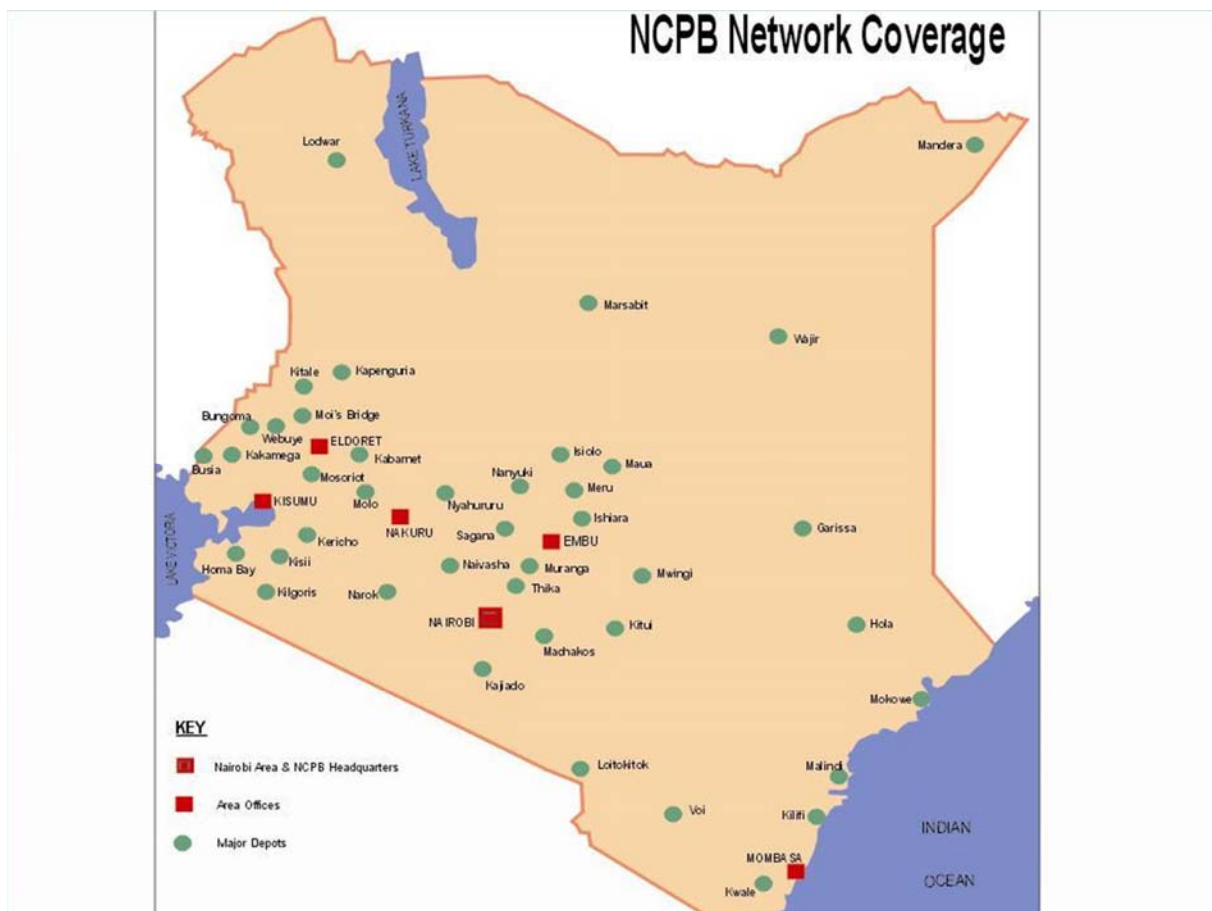 NCPB Network Coverage
LAKE TURKANA
Lodwar
Mandera
Marsabit
Wajir
Kitale
Kapenguria
Bungoma
Moi's Bridge
Webuye
ELDORET
Busia
Kakamega
Kabarnet
Isiolo
Maua
Mosoriot
Nanyuki
Meru
KISUMU
Molo
Nyahururu
NAKURU
Sagana
Ishiara
Garissa
EMBU
LAKE VICTORA
Kericho
Homa Bay
Kisii
Naivasha
Muranga
Mwingi
Kilgoris
Narok
Thika
NAIROBI
Kitui
Hola
Madhakos
Kajiado
Mokowe
KEY
Nairobi Area & NCPB Headquarters
Area Offices
Major Depots
Loitokitok
Malindi
Voi
Kilifi
MOMBASA
Kwale
INDIAN
OCEAN